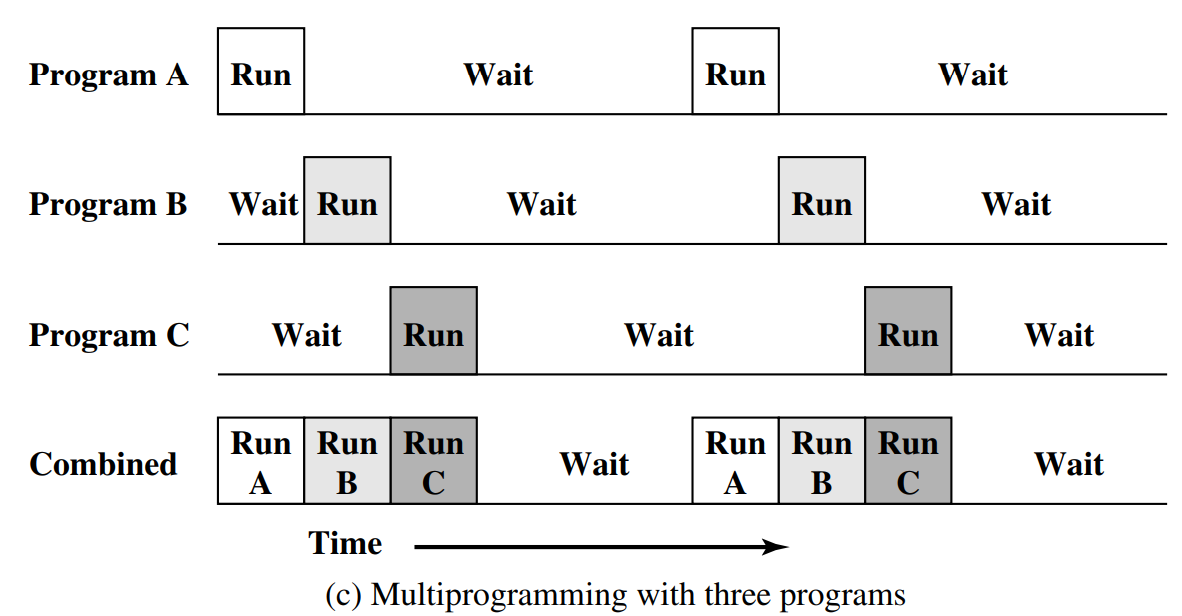 Program A Run Wait Run Wait
Program B Wait Run Wait Run Wait
Program C Wait Run Wait Run Wait
Combined Run A Run B Run C Wait Run A Run B Run C Wait
Time
(c) Multiprogramming with three programs